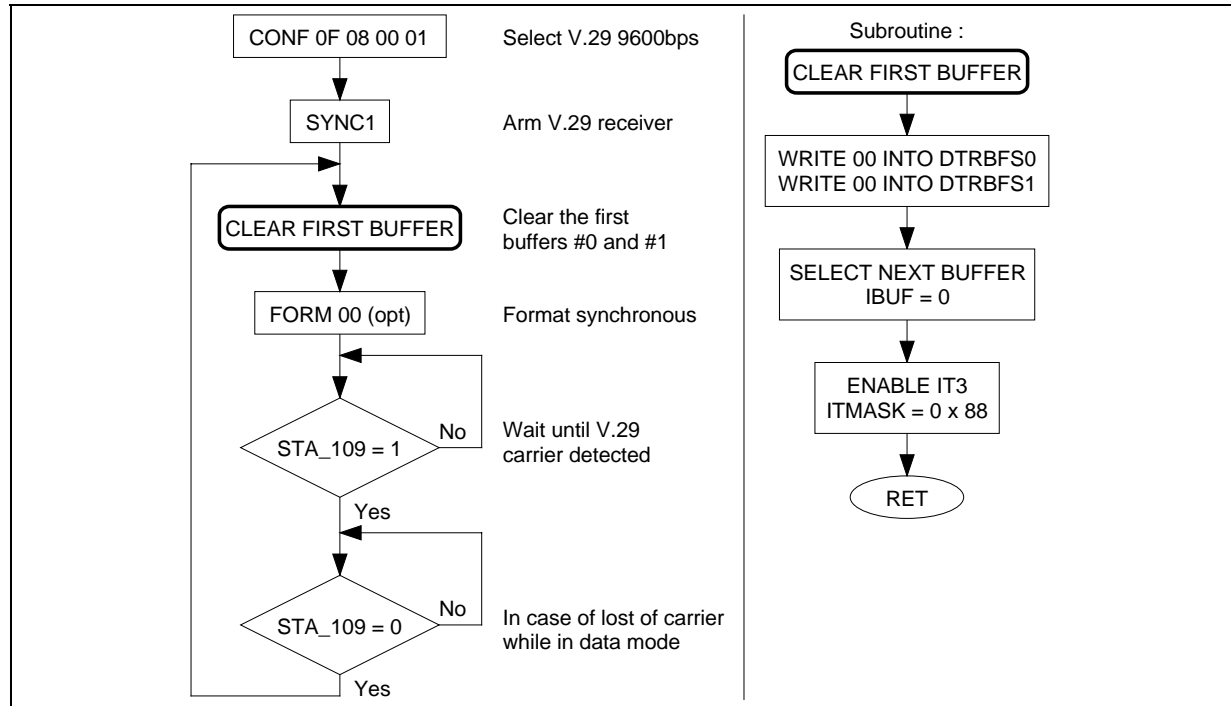 CONF 0F 08 00 01
Select V.29 9600bps
SYNC1
Arm V.29 receiver
CLEAR FIRST BUFFER
Clear the first
buffers #0 and #1
FORM 00 (opt)
Format synchronous
STA_109 = 1
No
Wait until V.29
carrier detected
Yes
STA_109 = 0
No
In case of lost of carrier
while in data mode
Yes
Subroutine :
CLEAR FIRST BUFFER
WRITE 00 INTO DTRBFS0
WRITE 00 INTO DTRBFS1
SELECT NEXT BUFFER
IBUF = 0
ENABLE IT3
ITMASK = 0 x 88
RET